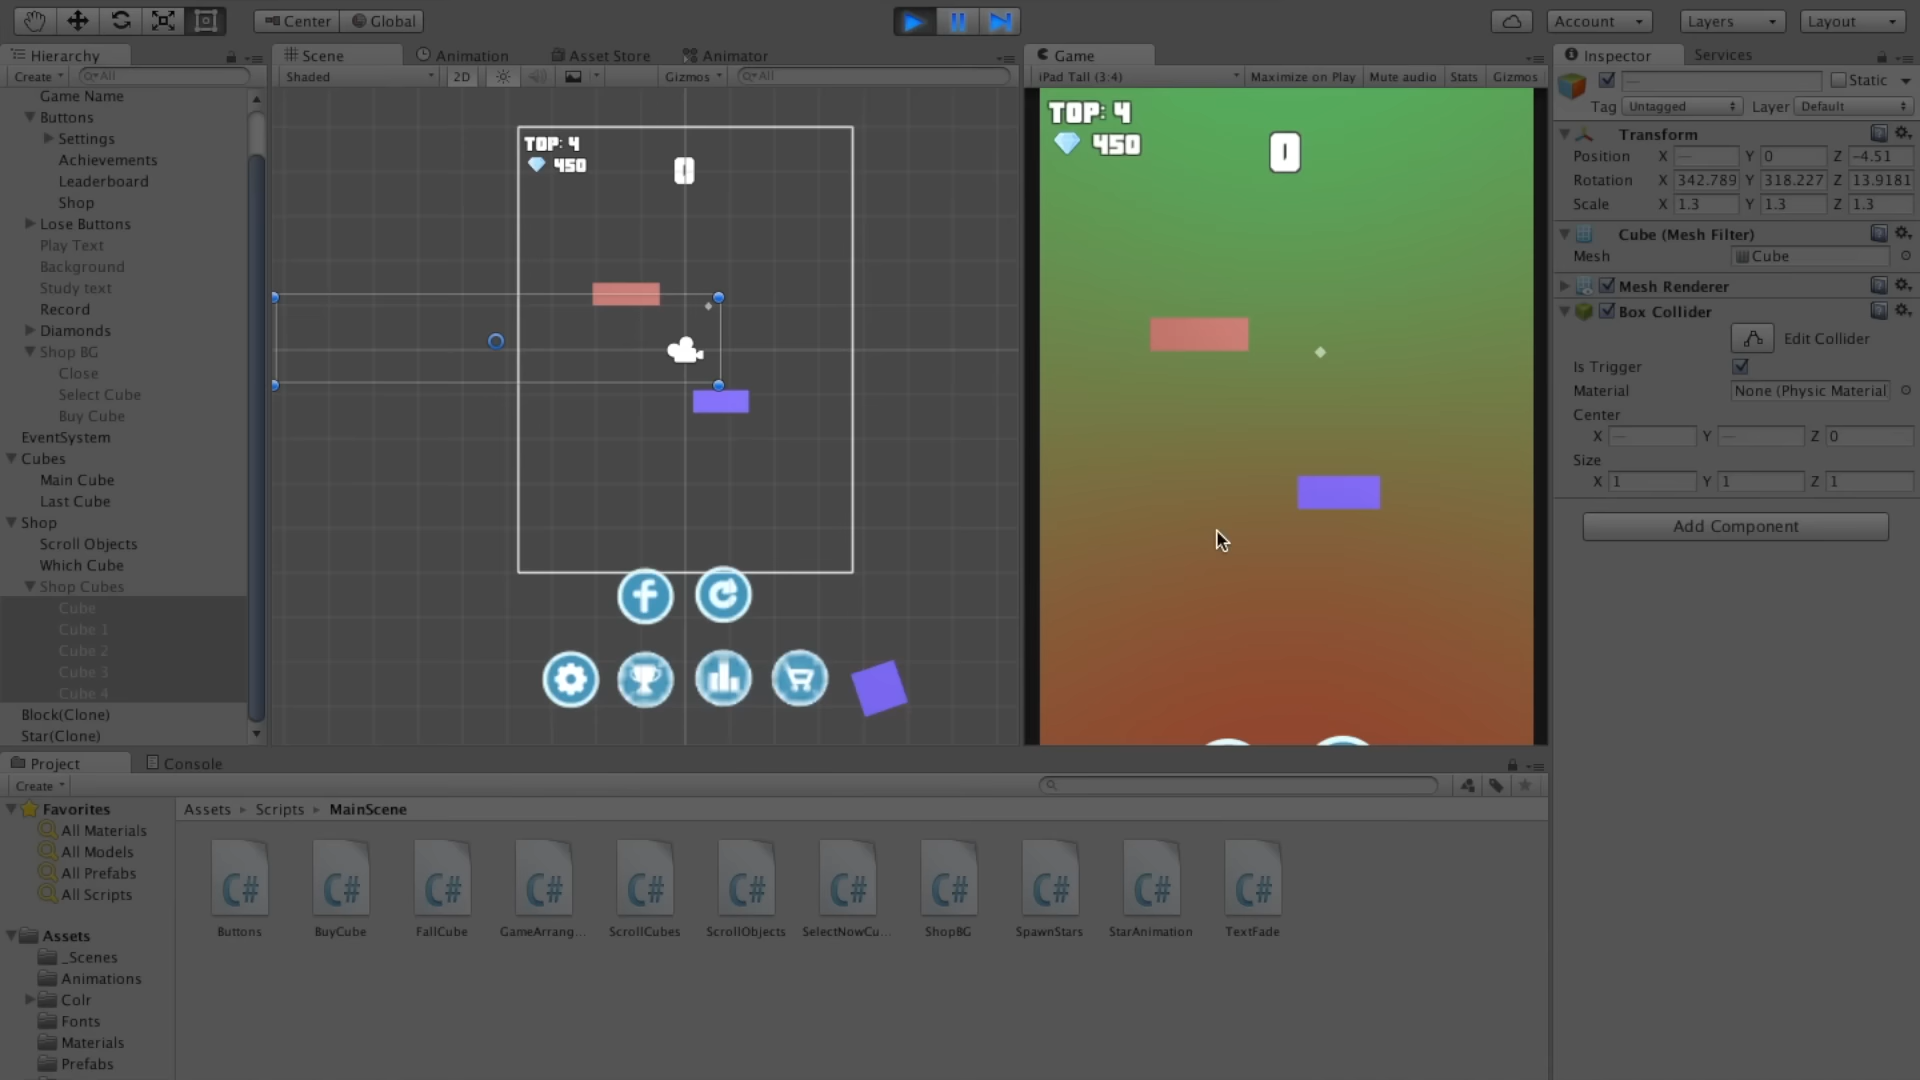 Center
Global
Account
Layers
Layout
Hierarchy
Create
All
Game Name
Buttons
Settings
Achievements
Leaderboard
Shop
Lose Buttons
Play Text
Background
Study text
Record
Diamonds
Shop BG
Close
Select Cube
Buy Cube
EventSystem
Cubes
Main Cube
Last Cube
Shop
Scroll Objects
Which Cube
Shop Cubes
Cube
Cube 1
Cube 2
Cube 3
Cube 4
Block(Clone)
Star(Clone)
Scene
Animation
Asset Store
Animator
Shaded
2D
Gizmos
All
TOP: 4
450
0
f
Game
iPad Tall (3:4)
Maximize on Play
Mute audio
Stats
Gizmos
TOP: 4
450
0
Inspector
Services
Static
Tag Untagged
Layer Default
Transform
Position X — Y 0 Z -4.51
Rotation X 342.789 Y 318.227 Z 13.9181
Scale X 1.3 Y 1.3 Z 1.3
Cube (Mesh Filter)
Mesh Cube
Mesh Renderer
Box Collider
Edit Collider
Is Trigger
Material None (Physic Material
Center
X — Y — Z 0
Size
X 1 Y 1 Z 1
Add Component
Project
Console
Create
Favorites
All Materials
All Models
All Prefabs
All Scripts
Assets
_Scenes
Animations
Colr
Fonts
Materials
Prefabs
Assets ▸ Scripts ▸ MainScene
C# C# C# C# C# C# C# C# C# C# C#
Buttons
BuyCube
FallCube
GameArrang...
ScrollCubes
ScrollObjects
SelectNowCu...
ShopBG
SpawnStars
StarAnimation
TextFade